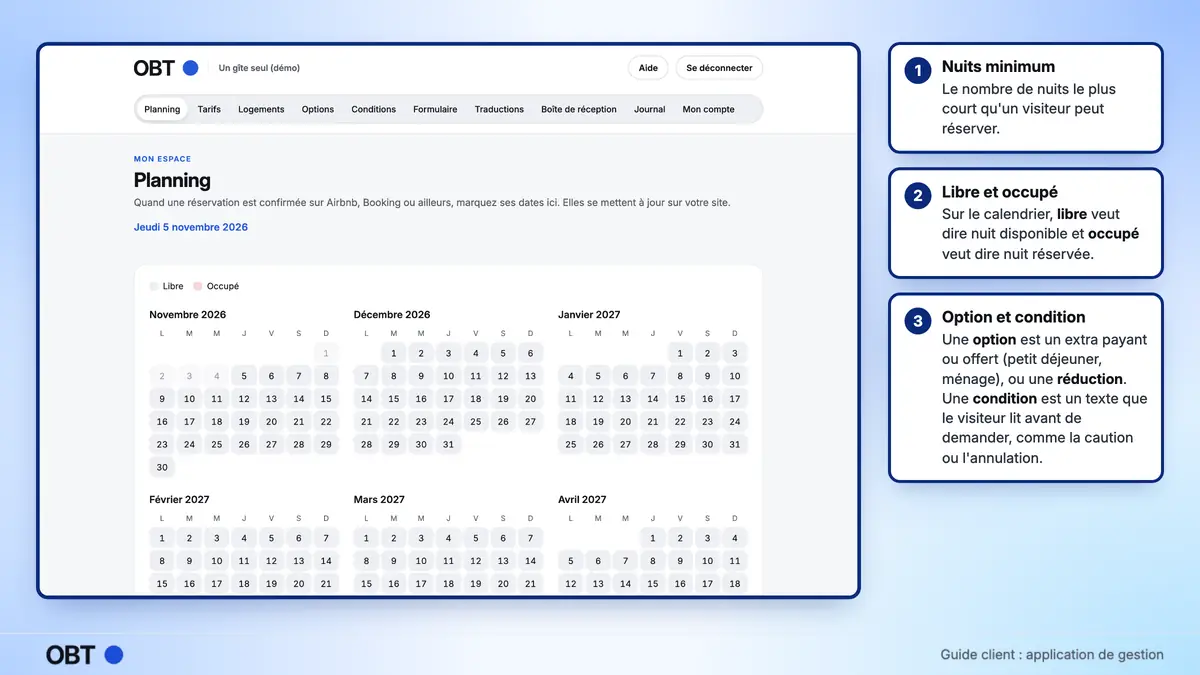 OBT
Un gîte seul (démo)
Aide
Se déconnecter
Planning Tarifs Logements Options Conditions Formulaire Traductions Boîte de réception Journal Mon compte
MON ESPACE
Planning
Quand une réservation est confirmée sur Airbnb, Booking ou ailleurs, marquez ses dates ici. Elles se mettent à jour sur votre site.
Jeudi 5 novembre 2026
Libre Occupé
Novembre 2026
L M M J V S D
1
2 3 4 5 6 7 8
9 10 11 12 13 14 15
16 17 18 19 20 21 22
23 24 25 26 27 28 29
30
Décembre 2026
L M M J V S D
1 2 3 4 5 6
7 8 9 10 11 12 13
14 15 16 17 18 19 20
21 22 23 24 25 26 27
28 29 30 31
Janvier 2027
L M M J V S D
1 2 3
4 5 6 7 8 9 10
11 12 13 14 15 16 17
18 19 20 21 22 23 24
25 26 27 28 29 30 31
Février 2027
L M M J V S D
1 2 3 4 5 6 7
8 9 10 11 12 13 14
15 16 17 18 19 20 21
Mars 2027
L M M J V S D
1 2 3 4 5 6 7
8 9 10 11 12 13 14
15 16 17 18 19 20 21
Avril 2027
L M M J V S D
1 2 3 4
5 6 7 8 9 10 11
12 13 14 15 16 17 18
1 Nuits minimum
Le nombre de nuits le plus
court qu'un visiteur peut
réserver.
2 Libre et occupé
Sur le calendrier, libre veut
dire nuit disponible et occupé
veut dire nuit réservée.
3 Option et condition
Une option est un extra payant
ou offert (petit déjeuner,
ménage), ou une réduction.
Une condition est un texte que
le visiteur lit avant de
demander, comme la caution
ou l'annulation.
OBT
Guide client : application de gestion